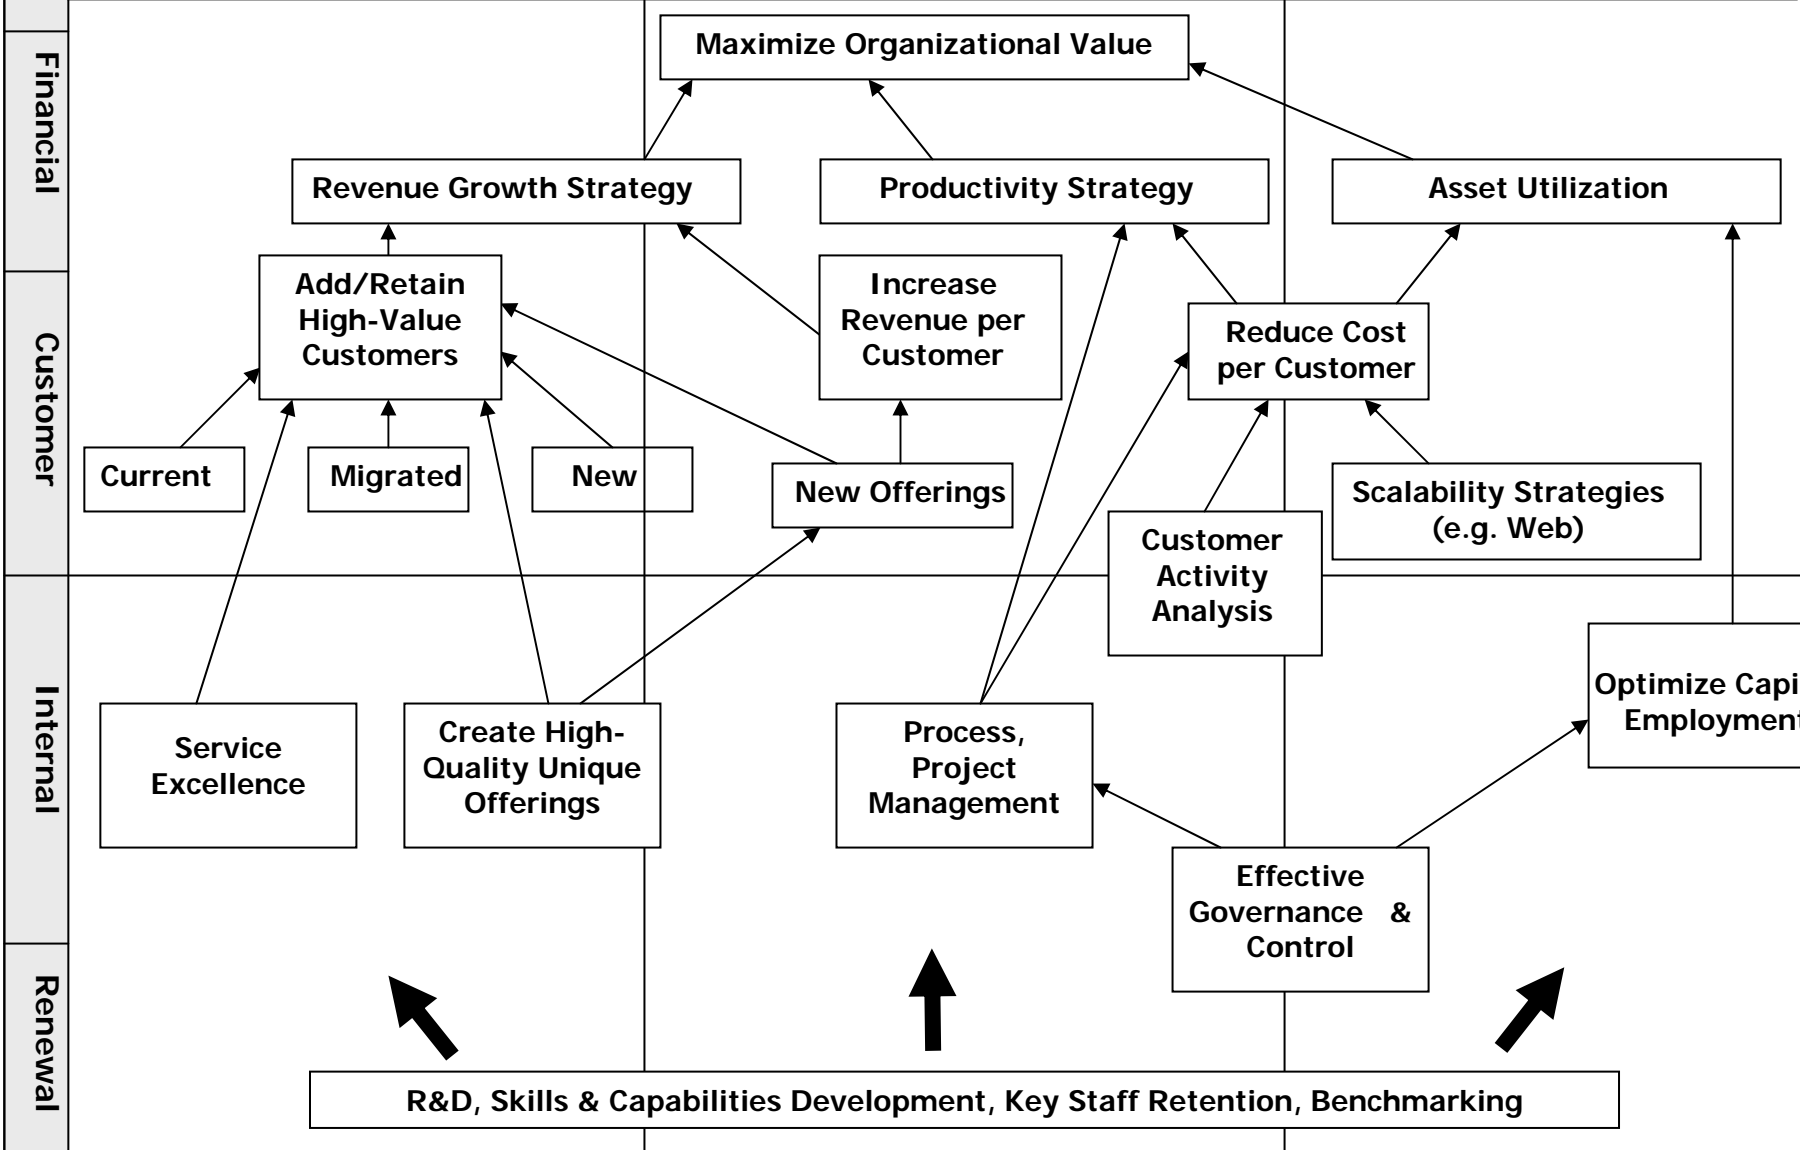 Financial
Maximize Organizational Value
Revenue Growth Strategy
Productivity Strategy
Asset Utilization
Customer
Add/Retain
High-Value
Customers
Increase
Revenue per
Customer
Reduce Cost
per Customer
Current
Migrated
New
New Offerings
Scalability Strategies
(e.g. Web)
Customer
Activity
Analysis
Internal
Service
Excellence
Create High-
Quality Unique
Offerings
Process,
Project
Management
Optimize Capi
Employment
Effective
Governance &
Control
Renewal
R&D, Skills & Capabilities Development, Key Staff Retention, Benchmarking